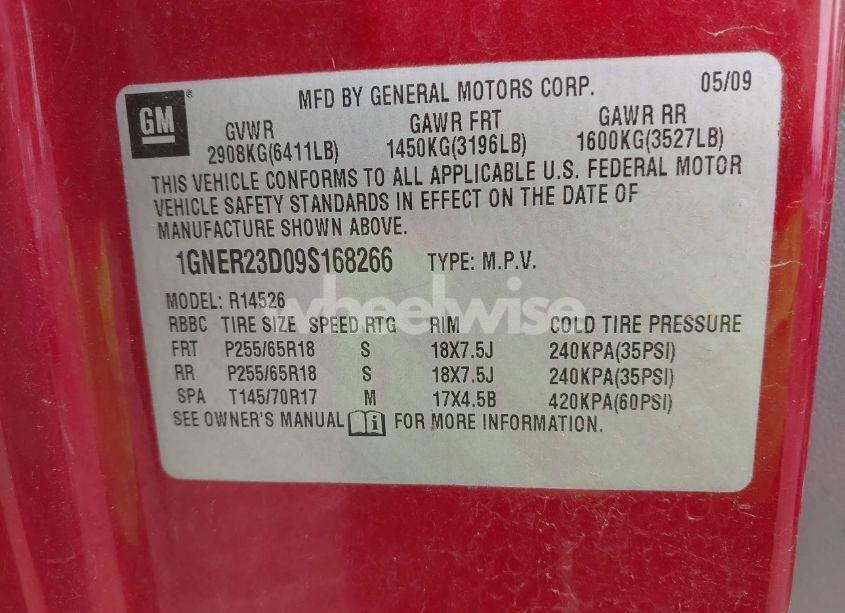 GM
MFD BY GENERAL MOTORS CORP. 05/09
GVWR GAWR FRT GAWR RR
2908KG(6411LB) 1450KG(3196LB) 1600KG(3527LB)
THIS VEHICLE CONFORMS TO ALL APPLICABLE U.S. FEDERAL MOTOR
VEHICLE SAFETY STANDARDS IN EFFECT ON THE DATE OF
MANUFACTURE SHOWN ABOVE.
1GNER23D09S168266 TYPE: M.P.V.
MODEL: R14526
wheelwise
RBBC TIRE SIZE SPEED RTG RIM COLD TIRE PRESSURE
FRT P255/65R18 S 18X7.5J 240KPA(35PSI)
RR P255/65R18 S 18X7.5J 240KPA(35PSI)
SPA T145/70R17 M 17X4.5B 420KPA(60PSI)
SEE OWNER'S MANUAL i FOR MORE INFORMATION.